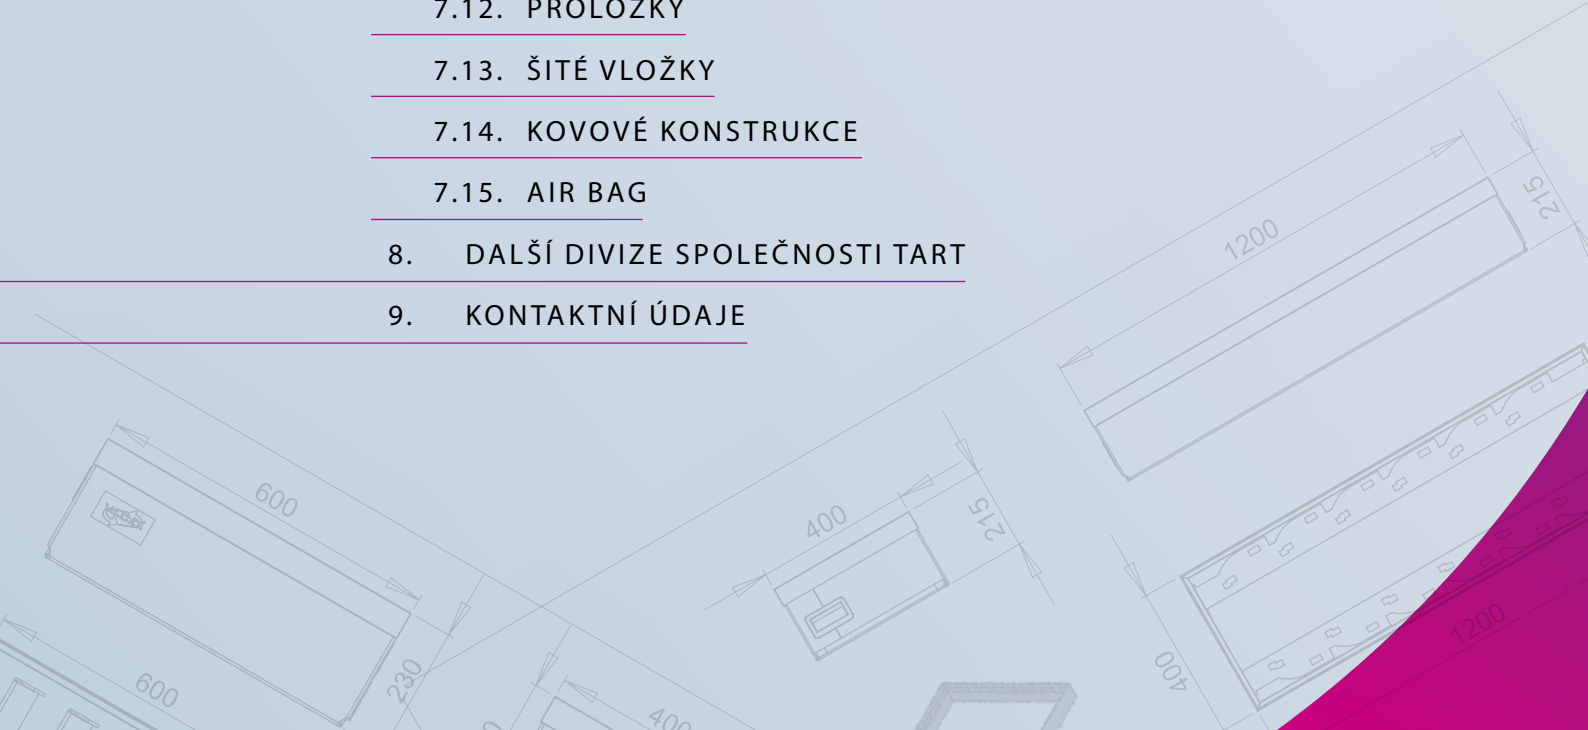 7.12. PROLOŽKY
7.13. ŠITÉ VLOŽKY
7.14. KOVOVÉ KONSTRUKCE
7.15. AIR BAG
8. DALŠÍ DIVIZE SPOLEČNOSTI TART
9. KONTAKTNÍ ÚDAJE
1200
215
600
400
215
230
600
400
400
1200